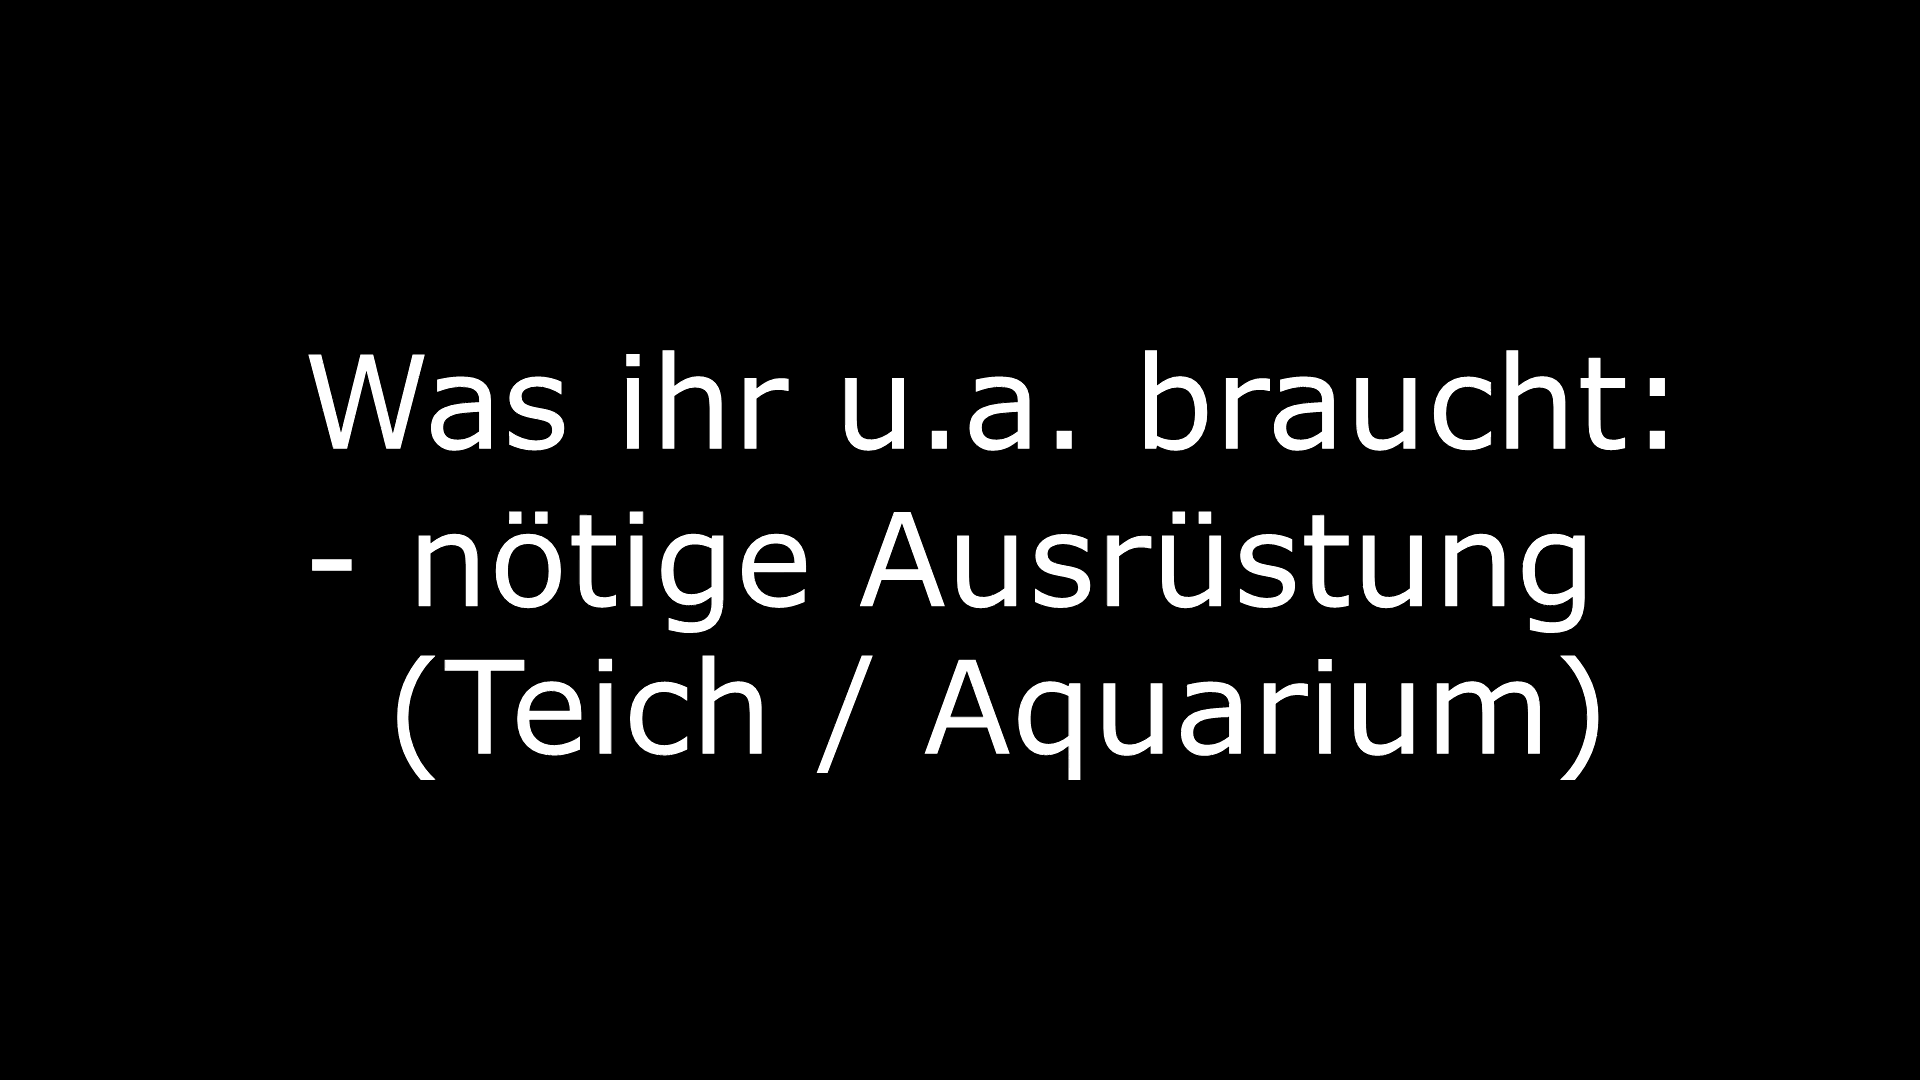 Was ihr u.a. braucht:
- nötige Ausrüstung
(Teich / Aquarium)